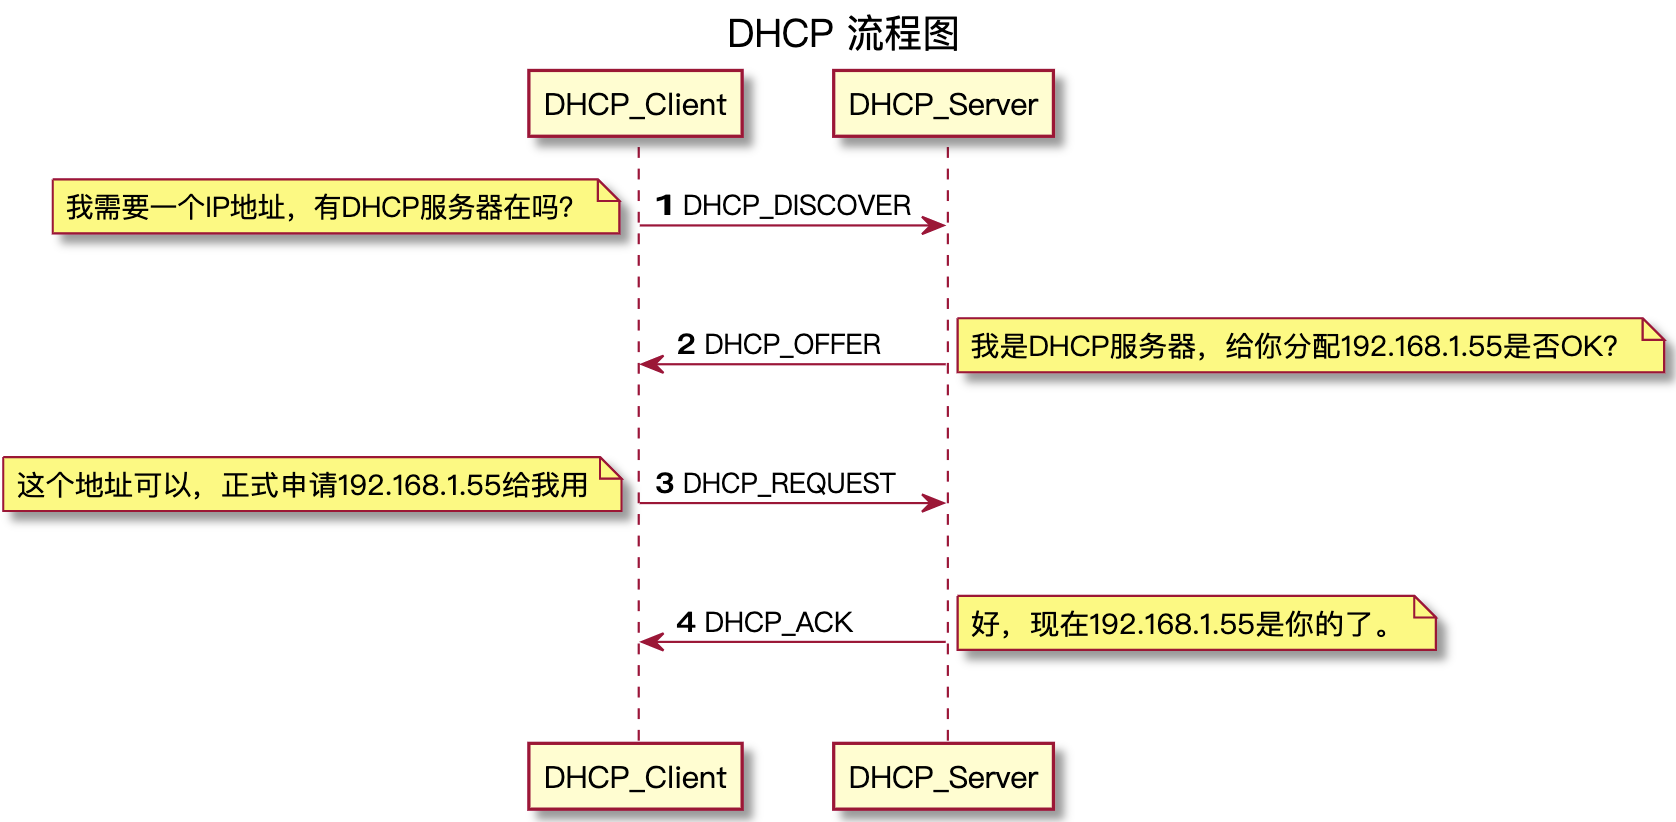 DHCP 流程图
DHCP_Client
DHCP_Server
我需要一个IP地址，有DHCP服务器在吗？
1 DHCP_DISCOVER
2 DHCP_OFFER
我是DHCP服务器，给你分配192.168.1.55是否OK？
这个地址可以，正式申请192.168.1.55给我用
3 DHCP_REQUEST
4 DHCP_ACK
好，现在192.168.1.55是你的了。
DHCP_Client
DHCP_Server